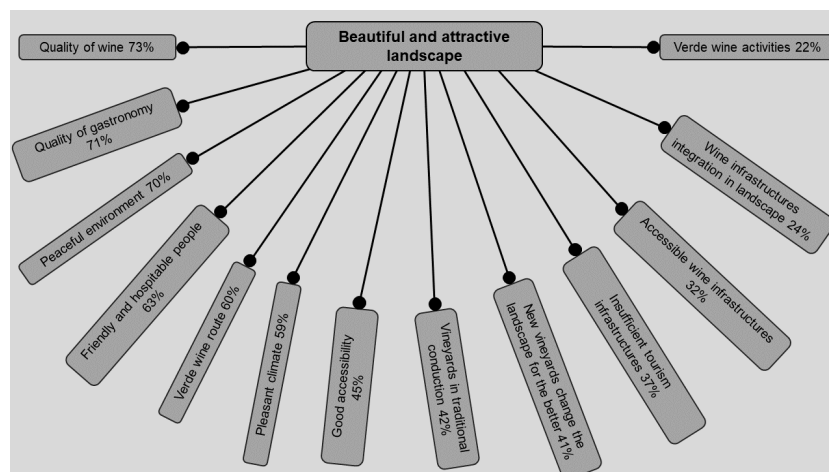 Beautiful and attractive
landscape
Quality of wine 73%
Quality of gastronomy
71%
Peaceful environment 70%
Friendly and hospitable people
63%
Verde wine route 60%
Pleasant climate 59%
Good accessibility
45%
Vineyards in traditional
conduction 42%
New vineyards change the
landscape for the better 41%
Insufficient tourism
infrastructures 37%
Accessible wine infrastructures
32%
Wine infrastructures
integration in landscape 24%
Verde wine activities 22%